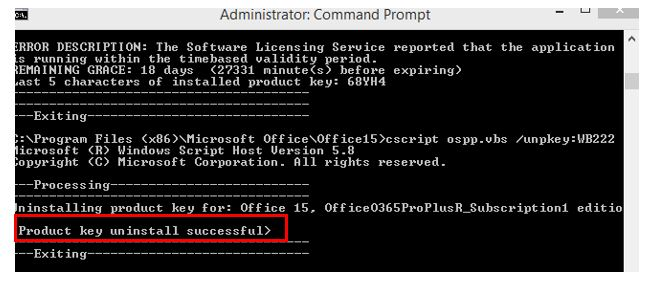 Administrator: Command Prompt
ERROR DESCRIPTION: The Software Licensing Service reported that the application
is running within the timebased validity period.
REMAINING GRACE: 18 days  (27331 minute(s) before expiring)
Last 5 characters of installed product key: 68YH4
---------------------------------------
---------------------------------------
---Exiting-----------------------------
C:\Program Files (x86)\Microsoft Office\Office15>cscript ospp.vbs /unpkey:WB222
Microsoft (R) Windows Script Host Version 5.8
Copyright (C) Microsoft Corporation. All rights reserved.
---Processing--------------------------
---------------------------------------
Uninstalling product key for: Office 15, OfficeO365ProPlusR_Subscription1 editio
Product key uninstall successful>
---------------------------------------
---Exiting-----------------------------